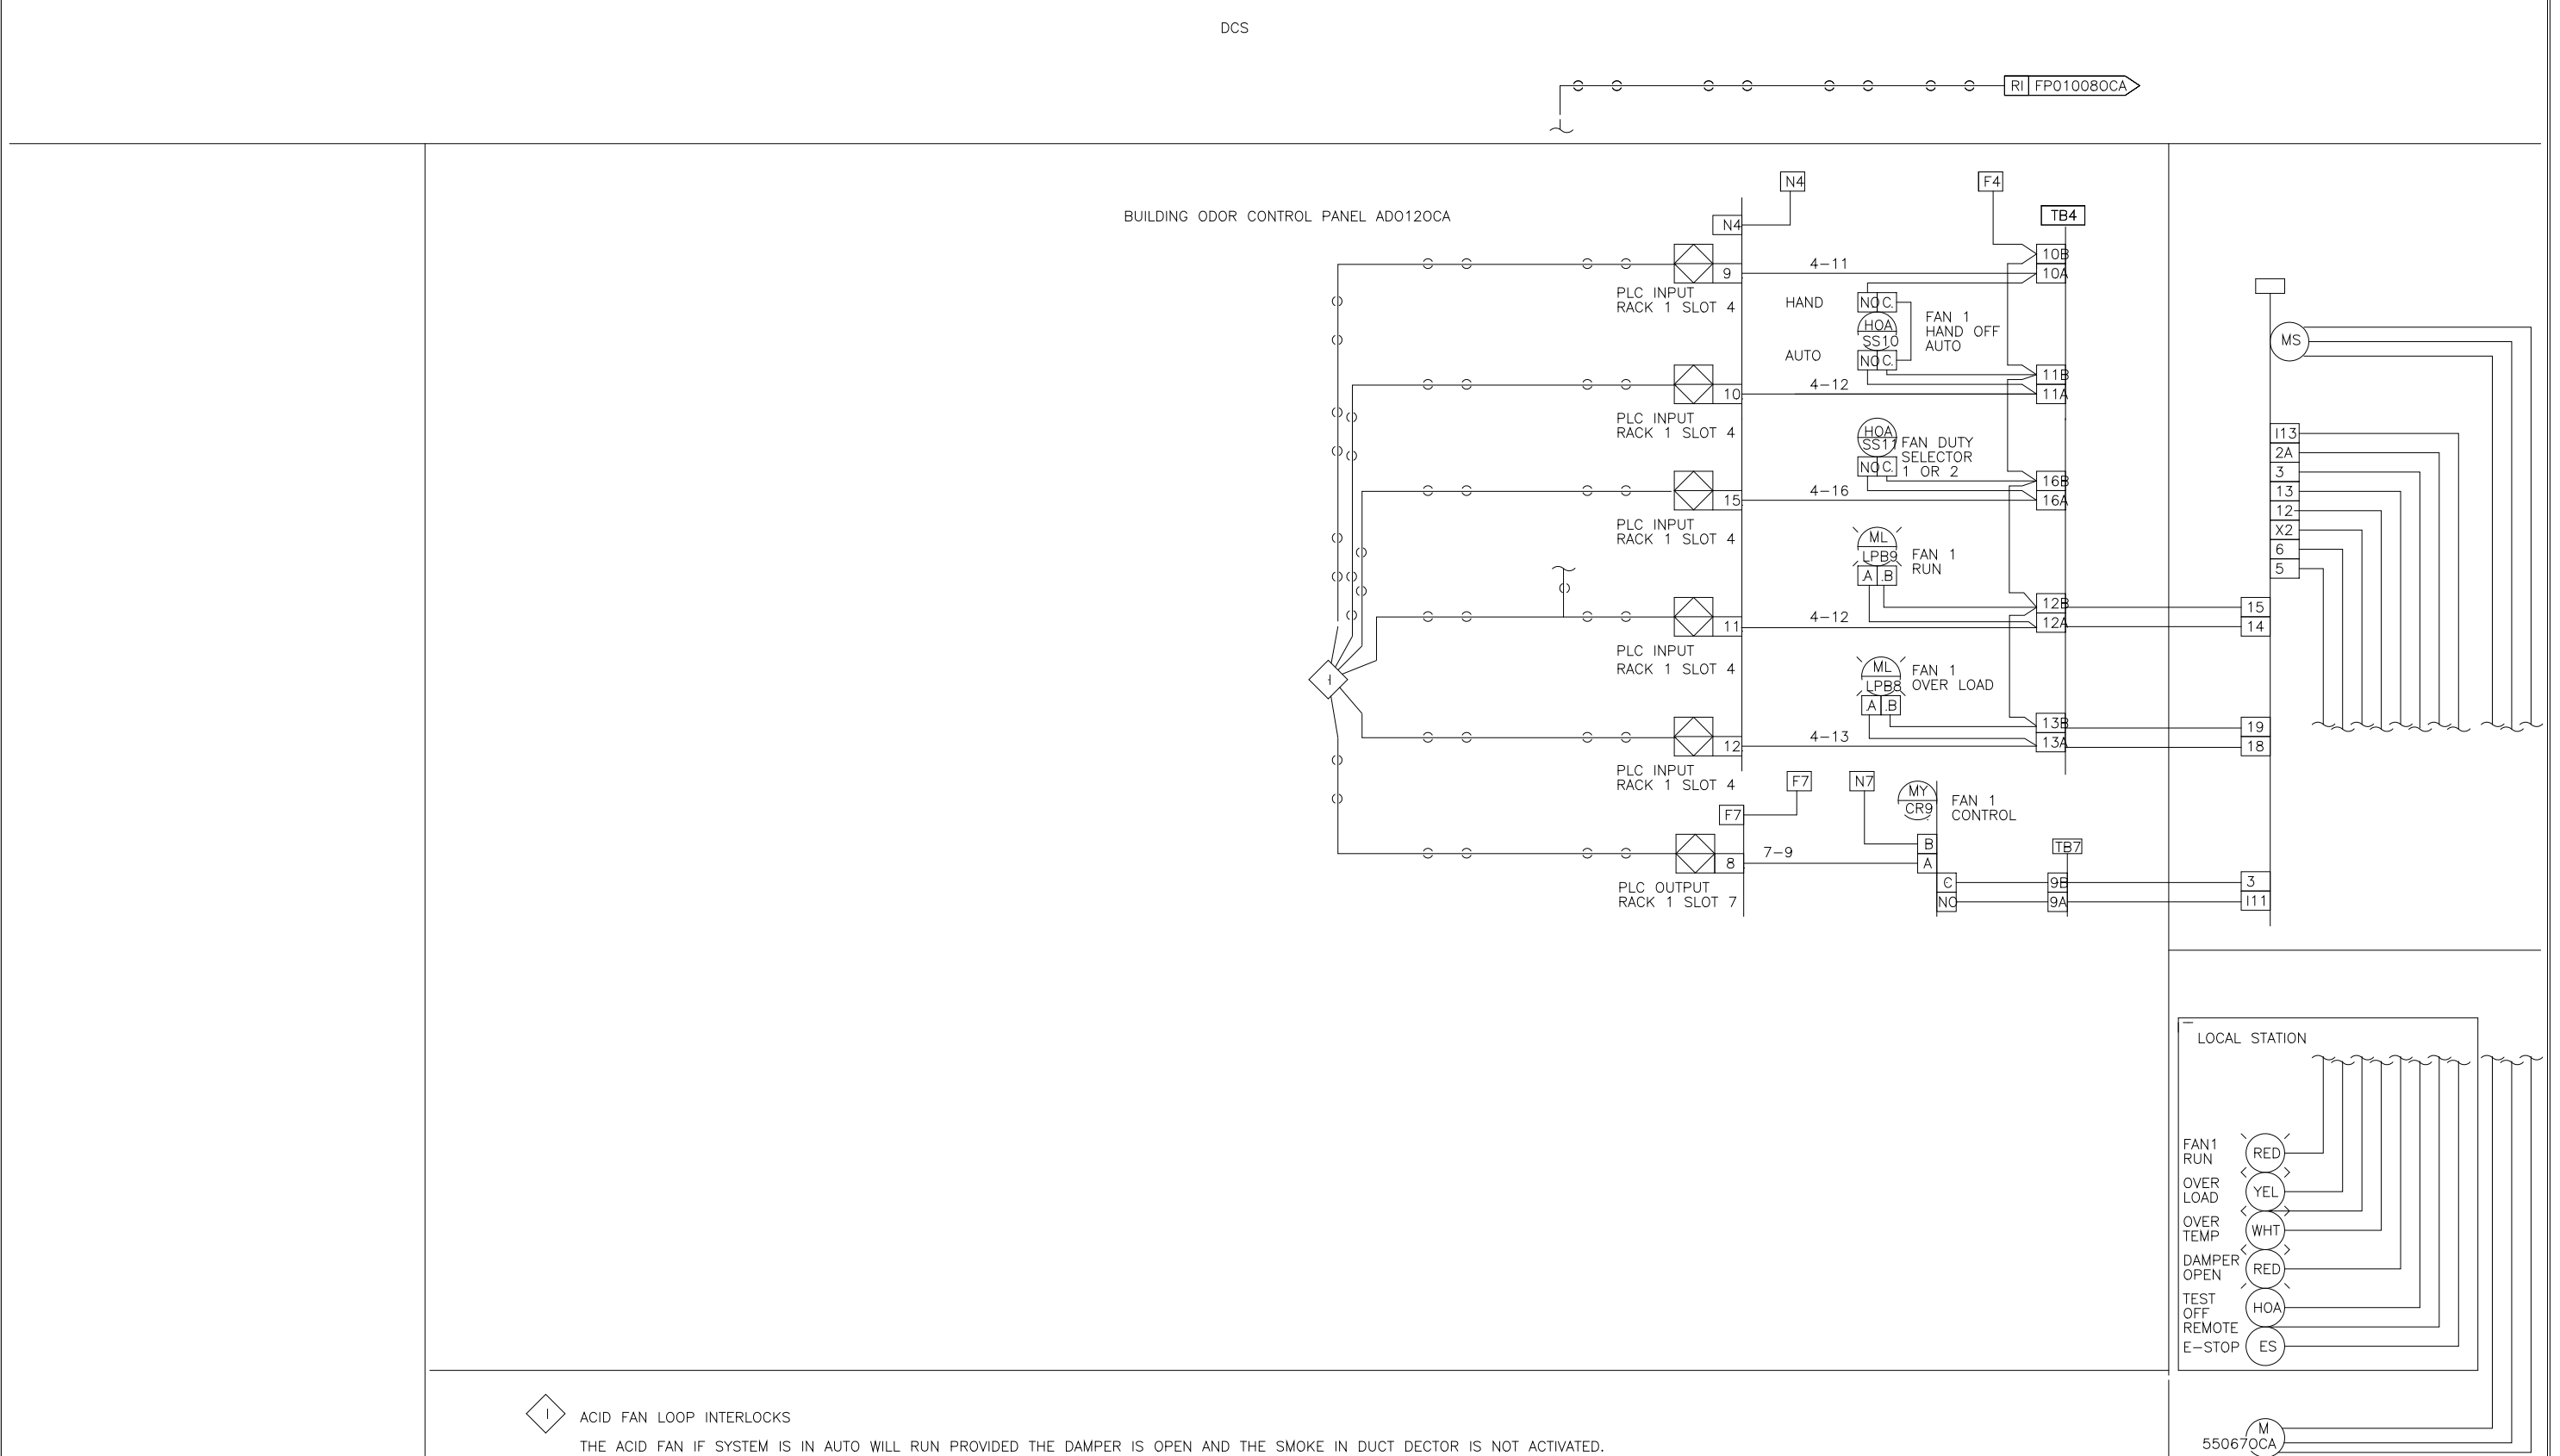 DCS
RI FP010080CA
BUILDING ODOR CONTROL PANEL AD0120CA
N4
F4
TB4
N4
9
PLC INPUT
RACK 1 SLOT 4
4-11
10B
10A
HAND
NO C.
HOA
SS10
FAN 1
HAND OFF
AUTO
AUTO
NO C.
10
PLC INPUT
RACK 1 SLOT 4
4-12
11B
11A
HOA
SS11
FAN DUTY
SELECTOR
1 OR 2
NO C.
15
PLC INPUT
RACK 1 SLOT 4
4-16
16B
16A
ML
LPB9
FAN 1
RUN
.A .B
11
PLC INPUT
RACK 1 SLOT 4
4-12
12B
12A
I
ML
LPB8
FAN 1
OVER LOAD
.A .B
12
PLC INPUT
RACK 1 SLOT 4
4-13
13B
13A
F7
N7
F7
MY
CR9
FAN 1
CONTROL
8
PLC OUTPUT
RACK 1 SLOT 7
7-9
B
A
C
NO
TB7
9B
9A
MS
I13
2A
3
13
12
X2
6
5
15
14
19
18
3
I11
LOCAL STATION
FAN1
RUN
RED
OVER
LOAD
YEL
OVER
TEMP
WHT
DAMPER
OPEN
RED
TEST
OFF
REMOTE
HOA
E-STOP
ES
M
550670CA
I
ACID FAN LOOP INTERLOCKS
THE ACID FAN IF SYSTEM IS IN AUTO WILL RUN PROVIDED THE DAMPER IS OPEN AND THE SMOKE IN DUCT DECTOR IS NOT ACTIVATED.